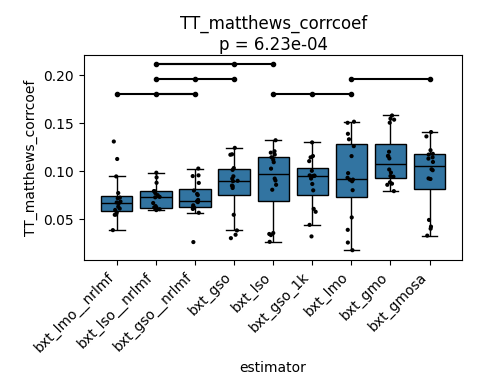 TT_matthews_corrcoef
p = 6.23e-04
TT_matthews_corrcoef
0.20
0.15
0.10
0.05
bxt_lmo__nrlmf
bxt_lso__nrlmf
bxt_gso__nrlmf
bxt_gso
bxt_lso
bxt_gso_1k
bxt_lmo
bxt_gmo
bxt_gmosa
estimator